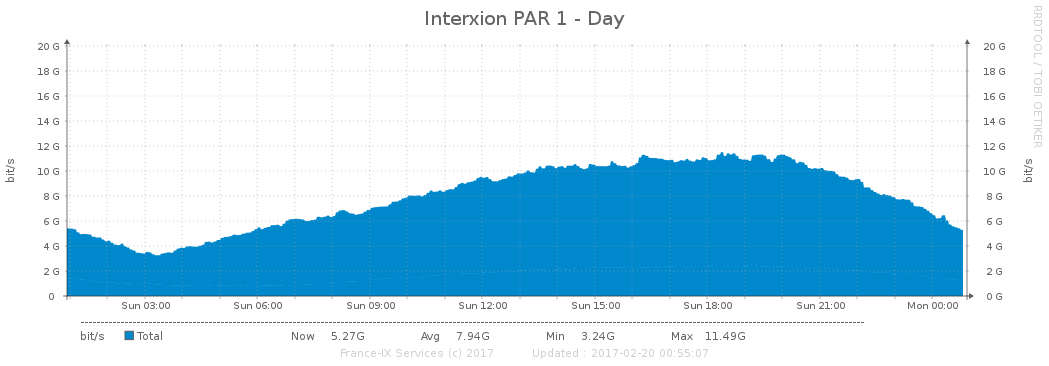 Interxion PAR 1 - Day
RRDTOOL / TOBI OETIKER
20 G 20 G
18 G 18 G
16 G 16 G
14 G 14 G
12 G 12 G
10 G 10 G
8 G 8 G
6 G 6 G
4 G 4 G
2 G 2 G
0 0 G
bit/s bit/s
Sun 03:00 Sun 06:00 Sun 09:00 Sun 12:00 Sun 15:00 Sun 18:00 Sun 21:00 Mon 00:00
bit/s Total Now 5.27G Avg 7.94G Min 3.24G Max 11.49G
France-IX Services (c) 2017 Updated : 2017-02-20 00:55:07